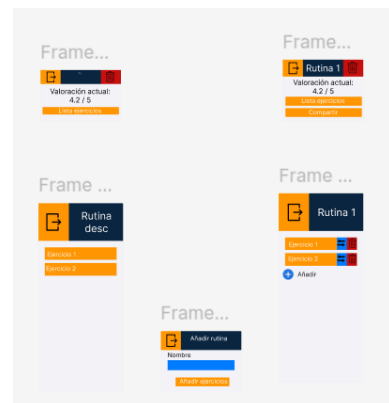 Frame...
Valoración actual:
4.2 / 5
Lista ejercicios
Frame...
Rutina 1
Valoración actual:
4.2 / 5
Lista ejercicios
Compartir
Frame ...
Rutina
desc
Ejercicio 1
Ejercicio 2
Frame ...
Rutina 1
Ejercicio 1
Ejercicio 2
Añadir
Frame...
Añadir rutina
Nombre
Añadir ejercicios